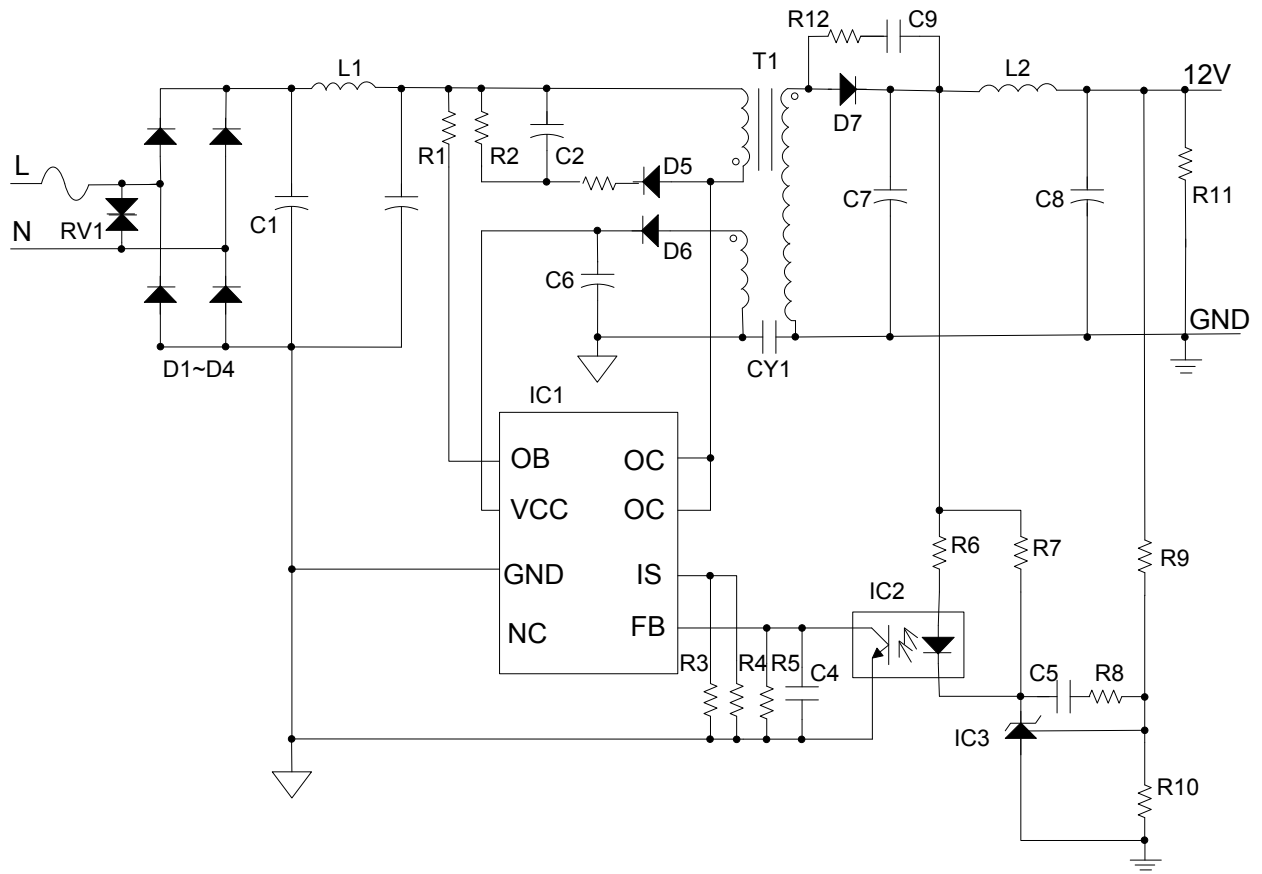 R12
C9
T1
L1
L2
12V
D7
R1
R2
C2
D5
L
RV1
N
C1
C7
C8
R11
D6
C6
GND
D1~D4
CY1
IC1
OB
OC
VCC
OC
GND
IS
NC
FB
R6
R7
R9
IC2
R3
R4
R5
C4
C5
R8
IC3
R10